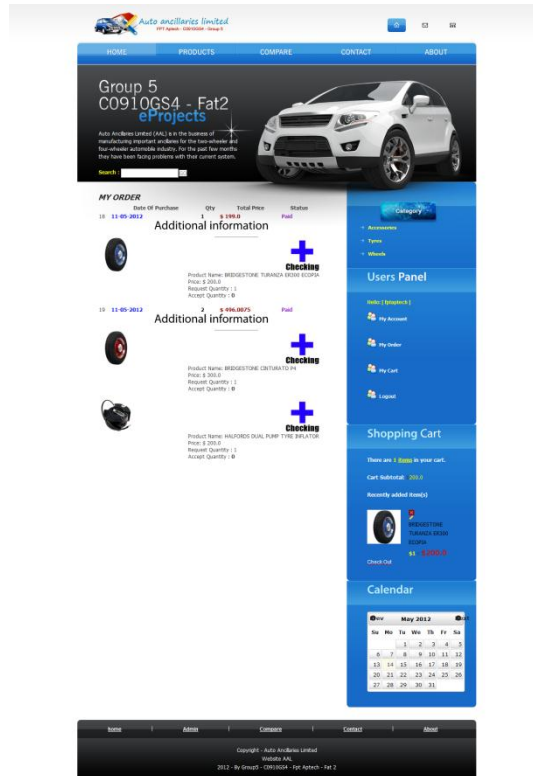 Auto ancillaries limited
FPT Aptech - C0910GS4 - Group 5
HOME PRODUCTS COMPARE CONTACT ABOUT
Group 5
C0910GS4 - Fat2
eProjects
Auto Ancillaries Limited (AAL) is in the business of
manufacturing important ancillaries for the two-wheeler and
four-wheeler automobile industry. For the past few months
they have been facing problems with their current system.
Search :
MY ORDER
Date Of Purchase Qty Total Price Status
18 11-05-2012 1 $ 199.0 Paid
Additional information
Checking
Product Name: BRIDGESTONE TURANZA ER300 ECOPIA
Price: $ 200.0
Request Quantity : 1
Accept Quantity : 0
19 11-05-2012 2 $ 496.0075 Paid
Additional information
Checking
Product Name: BRIDGESTONE CINTURATO P4
Price: $ 200.0
Request Quantity : 1
Accept Quantity : 0
Checking
Product Name: HALFORDS DUAL PUMP TYRE INFLATOR
Price: $ 200.0
Request Quantity : 1
Accept Quantity : 0
Category
Accessories
Tyres
Wheels
Users Panel
My Account
My Order
My Cart
Logout
Shopping Cart
There are 1 items in your cart.
Cart Subtotal: 200.0
Recently added item(s)
BRIDGESTONE
TURANZA ER300
ECOPIA
$200.0
Check Out
Calendar
May 2012
Su Mo Tu We Th Fr Sa
1 2 3 4 5
6 7 8 9 10 11 12
13 14 15 16 17 18 19
20 21 22 23 24 25 26
27 28 29 30 31
home | Admin | Compare | Contact | About
Copyright - Auto Ancillaries Limited
Website AAL
2012 - By Group5 - C0910GS4 - Fpt Aptech - Fat 2